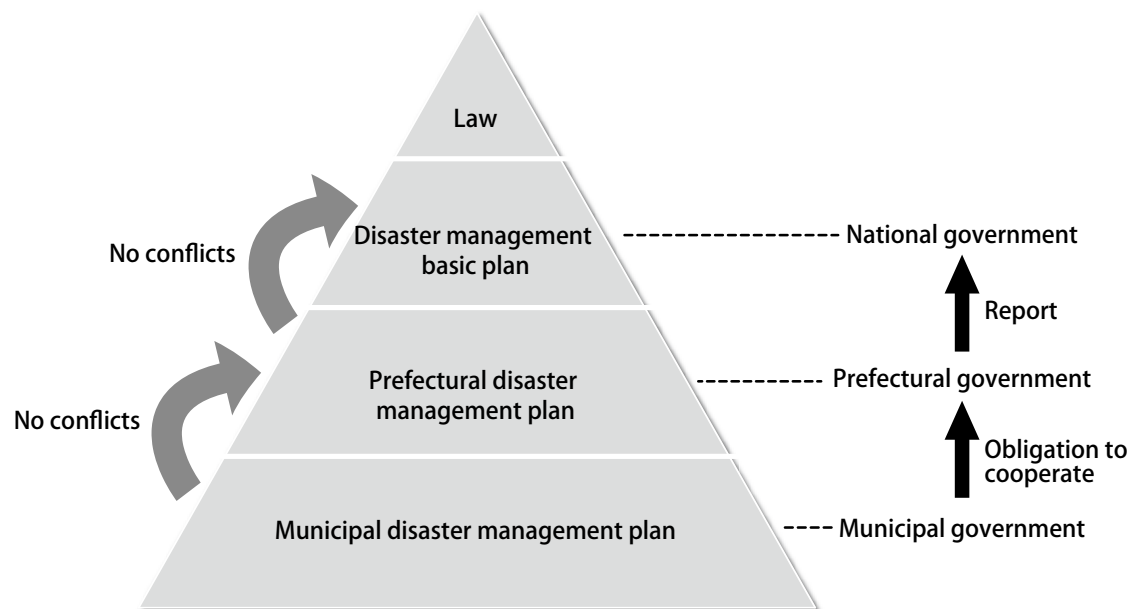 Law
Disaster management
basic plan
No conflicts
National government
Report
Prefectural disaster
management plan
Prefectural government
No conflicts
Obligation to
cooperate
Municipal disaster management plan
Municipal government